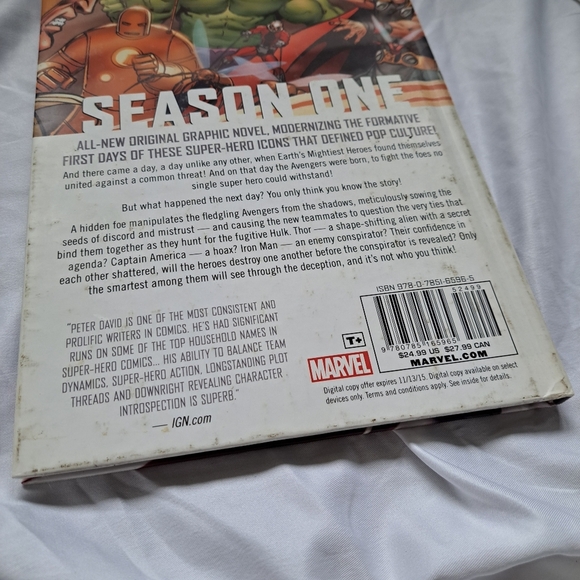 SEASON ONE
ALL-NEW ORIGINAL GRAPHIC NOVEL, MODERNIZING THE FORMATIVE
FIRST DAYS OF THESE SUPER-HERO ICONS THAT DEFINED POP CULTURE!
And there came a day, a day unlike any other, when Earth's Mightiest Heroes found themselves
united against a common threat! And on that day the Avengers were born, to fight the foes no
single super hero could withstand!
But what happened the next day? You only think you know the story!
A hidden foe manipulates the fledgling Avengers from the shadows, meticulously sowing the
seeds of discord and mistrust — and causing the new teammates to question the very ties that
bind them together as they hunt for the fugitive Hulk. Thor — a shape-shifting alien with a secret
agenda? Captain America — a hoax? Iron Man — an enemy conspirator? Their confidence in
each other shattered, will the heroes destroy one another before the conspirator is revealed? Only
the smartest among them will see through the deception, and it's not who you think!
"PETER DAVID IS ONE OF THE MOST CONSISTENT AND
PROLIFIC WRITERS IN COMICS. HE'S HAD SIGNIFICANT
RUNS ON SOME OF THE TOP HOUSEHOLD NAMES IN
SUPER-HERO COMICS... HIS ABILITY TO BALANCE TEAM
DYNAMICS, SUPER-HERO ACTION, LONGSTANDING PLOT
THREADS AND DOWNRIGHT REVEALING CHARACTER
INTROSPECTION IS SUPERB."
— IGN.com
T+
MARVEL
ISBN 978-0-7851-6596-5
52499
9 780785 165965
$24.99 US $27.99 CAN
MARVEL.COM
Digital copy offer expires 11/13/15. Digital copy available on select
devices only. Terms and conditions apply. See inside for details.